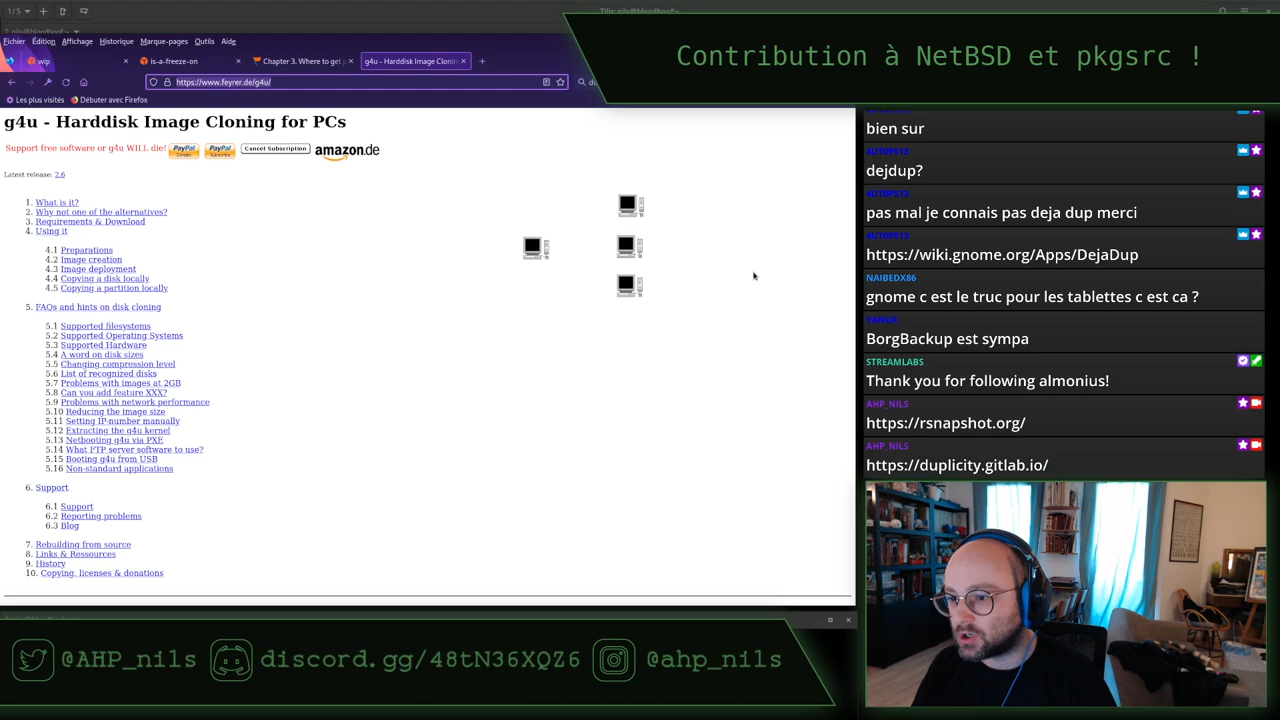 1/5
Tilix: nils@bloodhoof:~
Fichier Édition Affichage Historique Marque-pages Outils Aide
wip
is-a-freeze-on
Chapter 3. Where to get p
g4u - Harddisk Image Clonin
https://www.feyrer.de/g4u/
Les plus visités Débuter avec Firefox
Contribution à NetBSD et pkgsrc !
g4u - Harddisk Image Cloning for PCs
Support free software or g4u WILL die! PayPal Donate PayPal Subscribe Cancel Subscription amazon.de
Latest release: 2.6
1. What is it?
2. Why not one of the alternatives?
3. Requirements & Download
4. Using it
4.1 Preparations
4.2 Image creation
4.3 Image deployment
4.4 Copying a disk locally
4.5 Copying a partition locally
5. FAQs and hints on disk cloning
5.1 Supported filesystems
5.2 Supported Operating Systems
5.3 Supported Hardware
5.4 A word on disk sizes
5.5 Changing compression level
5.6 List of recognized disks
5.7 Problems with images at 2GB
5.8 Can you add feature XXX?
5.9 Problems with network performance
5.10 Reducing the image size
5.11 Setting IP-number manually
5.12 Extracting the g4u kernel
5.13 Netbooting g4u via PXE
5.14 What FTP server software to use?
5.15 Booting g4u from USB
5.16 Non-standard applications
6. Support
6.1 Support
6.2 Reporting problems
6.3 Blog
7. Rebuilding from source
8. Links & Ressources
9. History
10. Copying, licenses & donations
bien sur
4UT0PS13
dejdup?
4UT0PS13
pas mal je connais pas deja dup merci
4UT0PS13
https://wiki.gnome.org/Apps/DejaDup
NAIBEDX86
gnome c est le truc pour les tablettes c est ca ?
YANUX
BorgBackup est sympa
STREAMLABS
Thank you for following almonius!
AHP_NILS
https://rsnapshot.org/
AHP_NILS
https://duplicity.gitlab.io/
@AHP_nils discord.gg/48tN36XQZ6 @ahp_nils